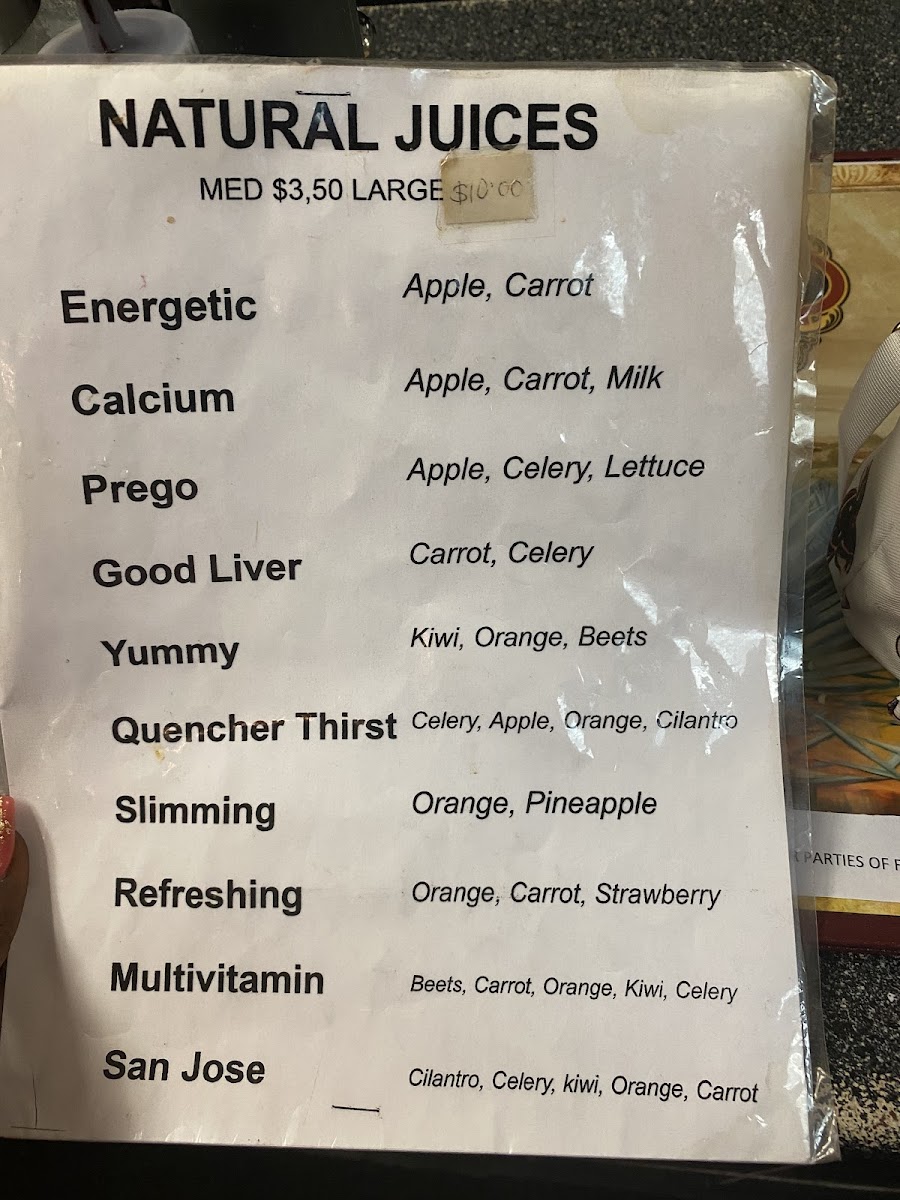 NATURAL JUICES
MED $3,50 LARGE $10.00
Energetic Apple, Carrot
Calcium Apple, Carrot, Milk
Prego Apple, Celery, Lettuce
Good Liver Carrot, Celery
Yummy Kiwi, Orange, Beets
Quencher Thirst Celery, Apple, Orange, Cilantro
Slimming Orange, Pineapple
Refreshing Orange, Carrot, Strawberry
Multivitamin Beets, Carrot, Orange, Kiwi, Celery
San Jose Cilantro, Celery, kiwi, Orange, Carrot
PARTIES OF